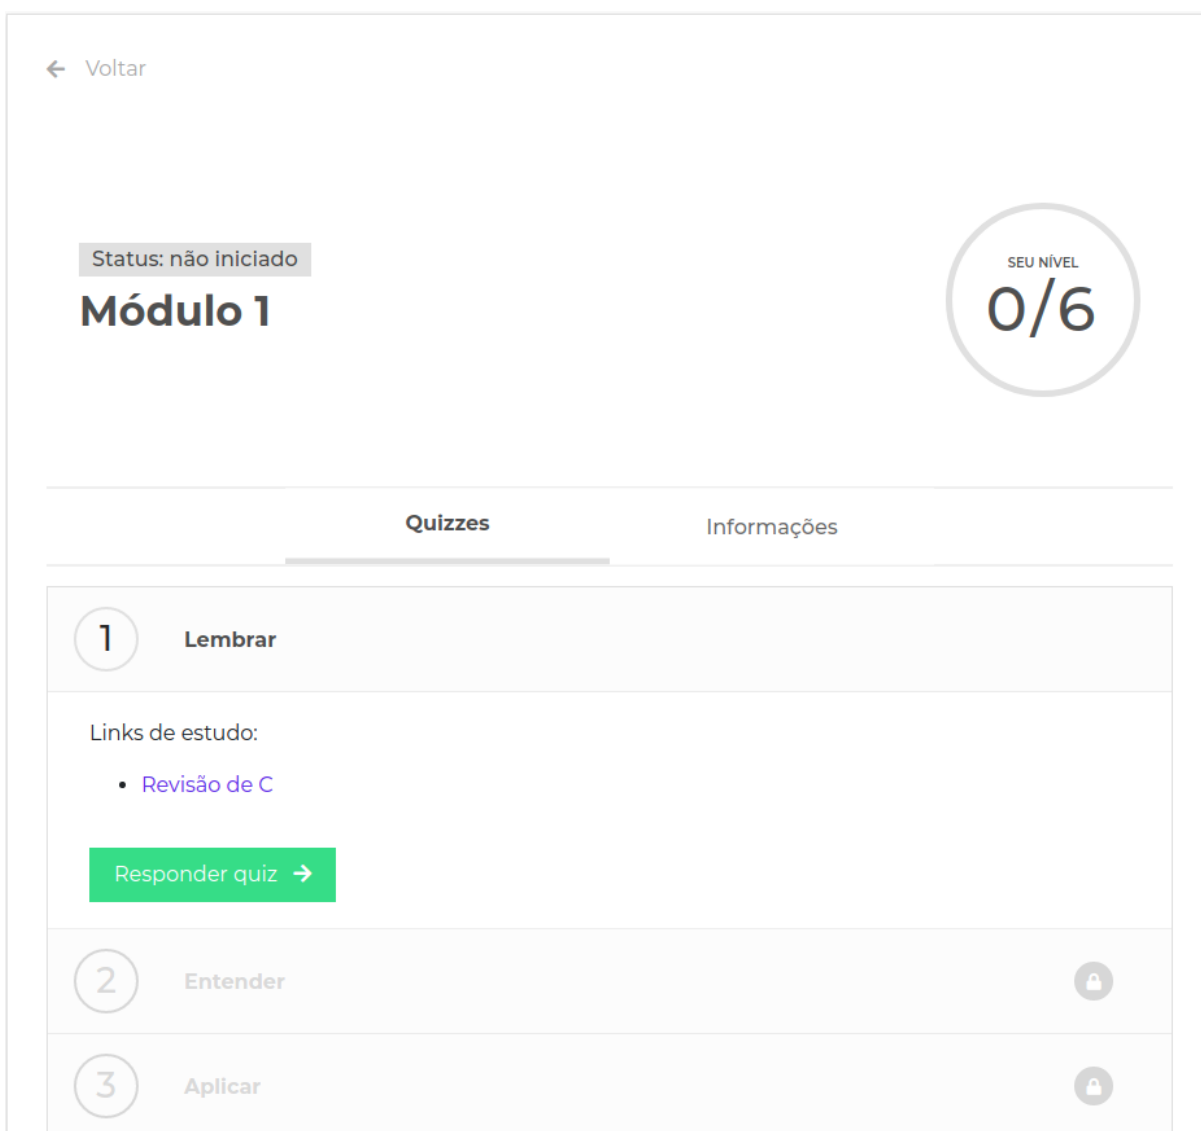 Voltar
Status: não iniciado
Módulo 1
SEU NÍVEL
0/6
Quizzes
Informações
1
Lembrar
Links de estudo:
Revisão de C
Responder quiz
2
Entender
3
Aplicar